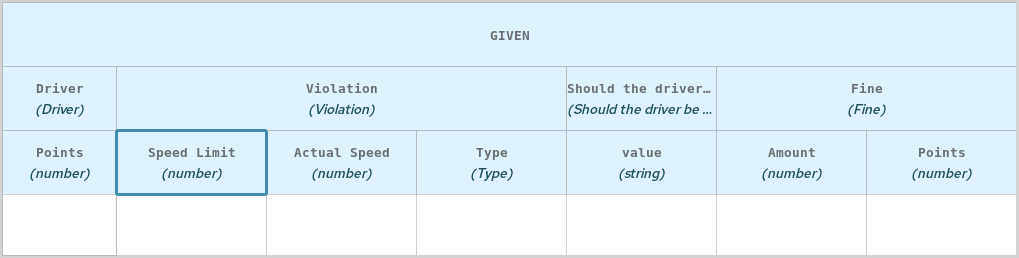 GIVEN
Driver
(Driver)
Violation
(Violation)
Should the driver…
(Should the driver be ...
Fine
(Fine)
Points
(number)
Speed Limit
(number)
Actual Speed
(number)
Type
(Type)
value
(string)
Amount
(number)
Points
(number)